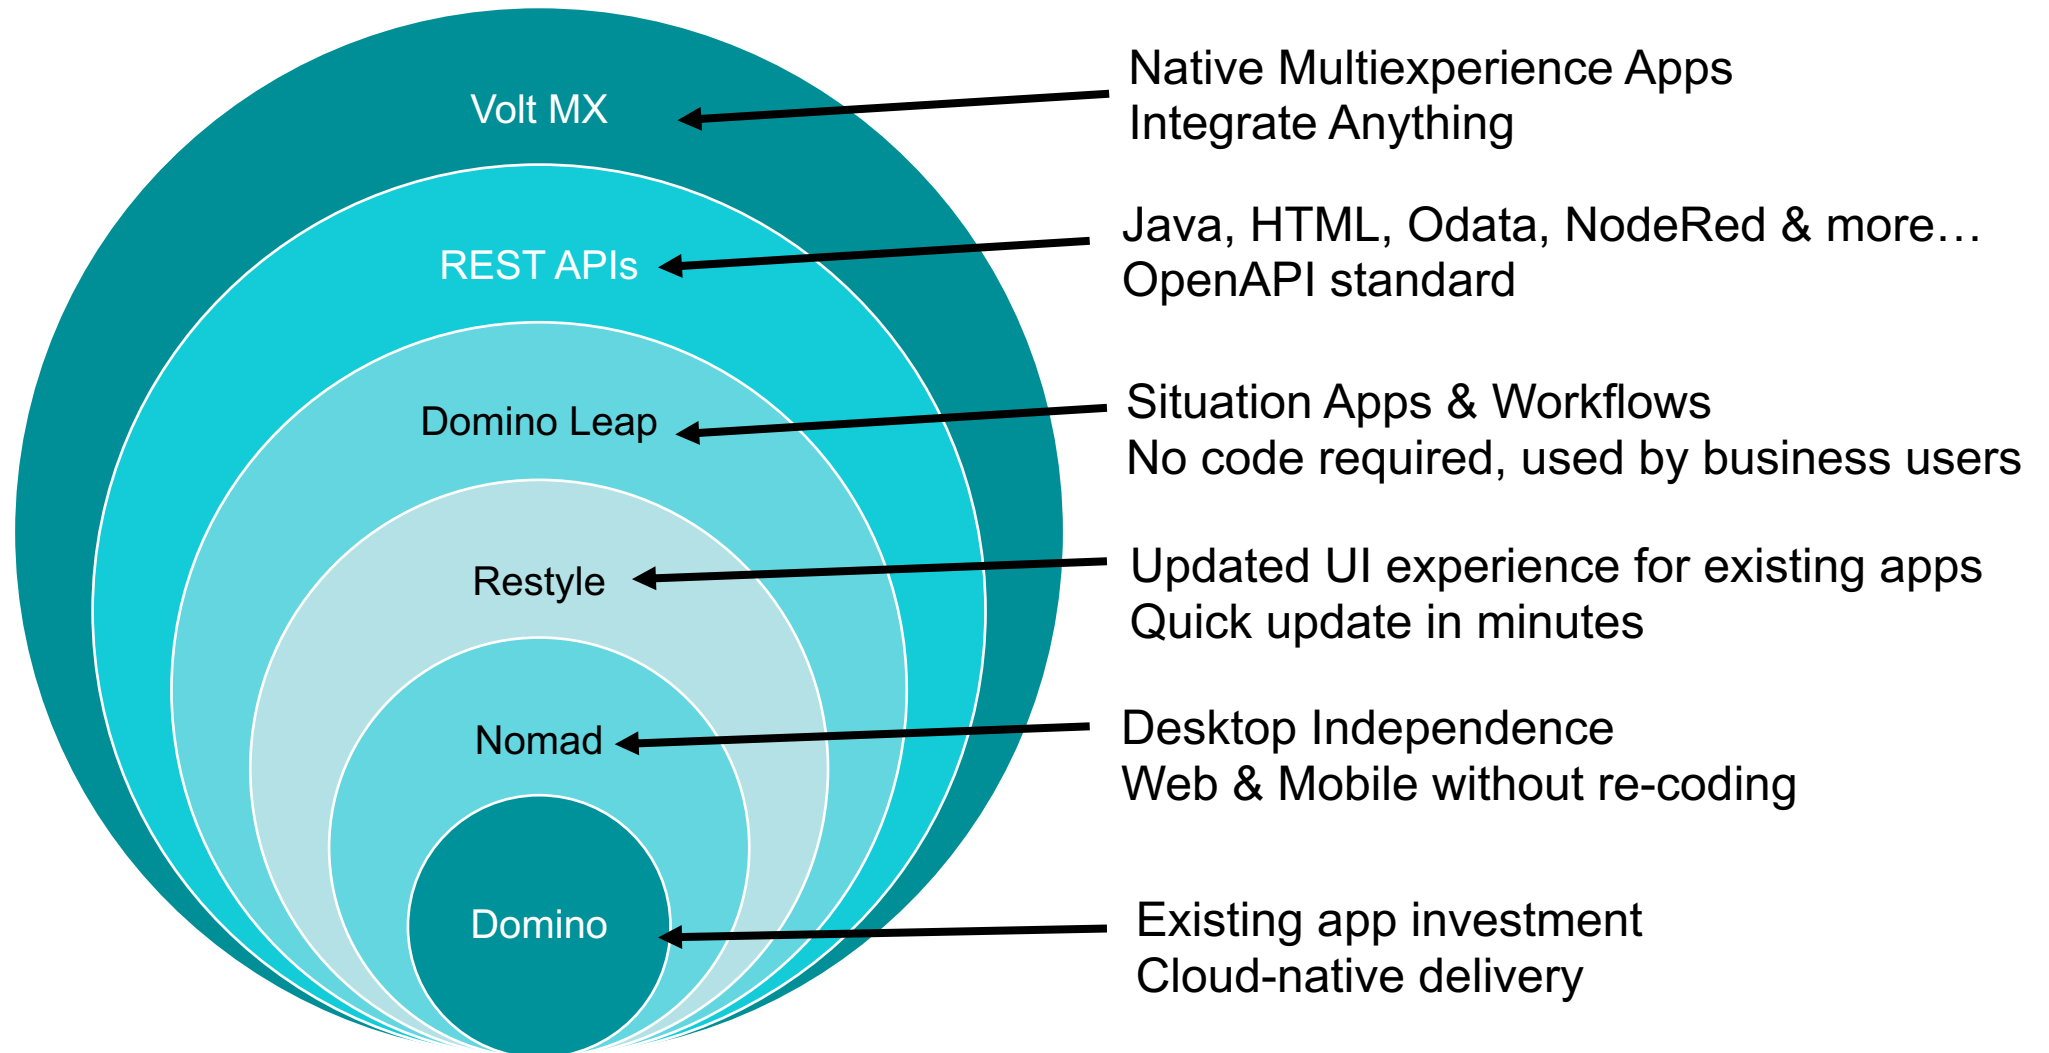 Volt MX
Native Multiexperience Apps
Integrate Anything
REST APIs
Java, HTML, Odata, NodeRed & more…
OpenAPI standard
Domino Leap
Situation Apps & Workflows
No code required, used by business users
Restyle
Updated UI experience for existing apps
Quick update in minutes
Nomad
Desktop Independence
Web & Mobile without re-coding
Domino
Existing app investment
Cloud-native delivery